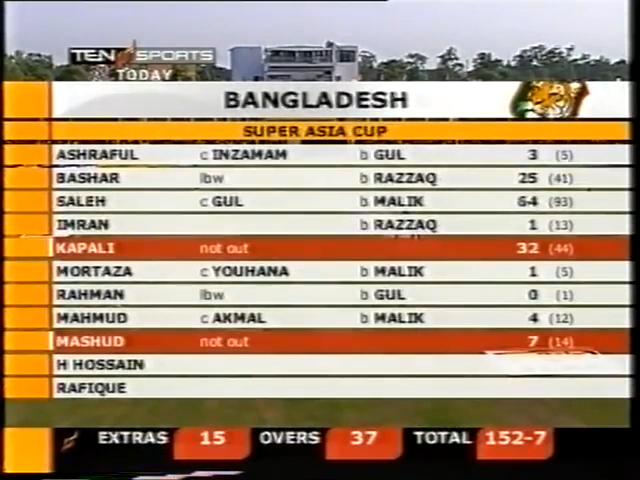 TEN SPORTS
TODAY
BANGLADESH
SUPER ASIA CUP
ASHRAFUL c INZAMAM b GUL 3 (5)
BASHAR lbw b RAZZAQ 25 (41)
SALEH c GUL b MALIK 64 (93)
IMRAN b RAZZAQ 1 (13)
KAPALI not out 32 (44)
MORTAZA c YOUHANA b MALIK 1 (5)
RAHMAN lbw b GUL 0 (1)
MAHMUD c AKMAL b MALIK 4 (12)
MASHUD not out 7 (14)
H HOSSAIN
RAFIQUE
EXTRAS 15 OVERS 37 TOTAL 152-7